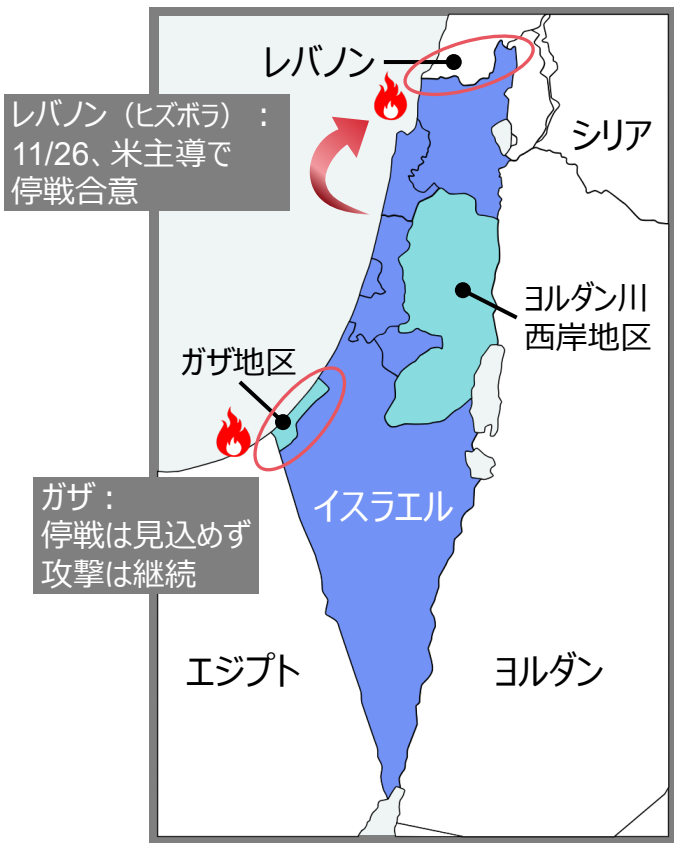 レバノン
レバノン（ヒズボラ）：
11/26、米主導で
停戦合意
シリア
ヨルダン川
西岸地区
ガザ地区
ガザ：
停戦は見込めず
攻撃は継続
イスラエル
エジプト
ヨルダン